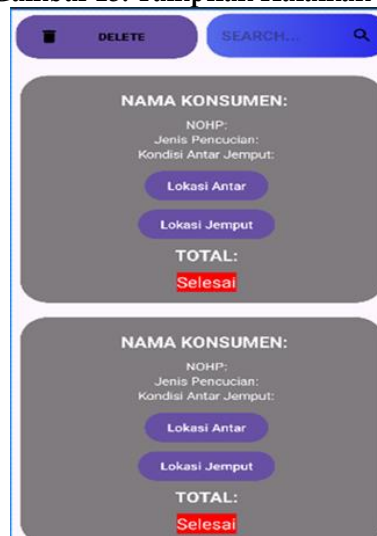 DELETE
SEARCH...
NAMA KONSUMEN:
NOHP:
Jenis Pencucian:
Kondisi Antar Jemput:
Lokasi Antar
Lokasi Jemput
TOTAL:
Selesai
NAMA KONSUMEN:
NOHP:
Jenis Pencucian:
Kondisi Antar Jemput:
Lokasi Antar
Lokasi Jemput
TOTAL:
Selesai